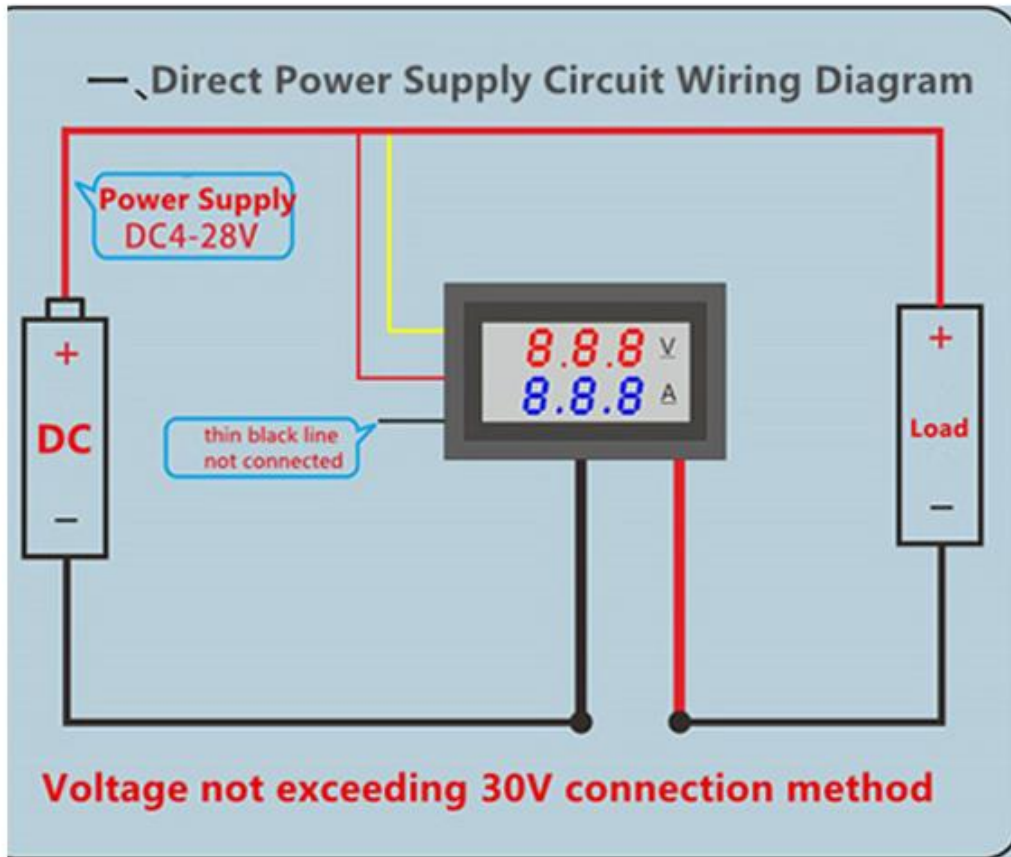 一、Direct Power Supply Circuit Wiring Diagram
Power Supply
DC4-28V
+
DC
−
thin black line
not connected
8.8.8 V
8.8.8 A
+
Load
−
Voltage not exceeding 30V connection method